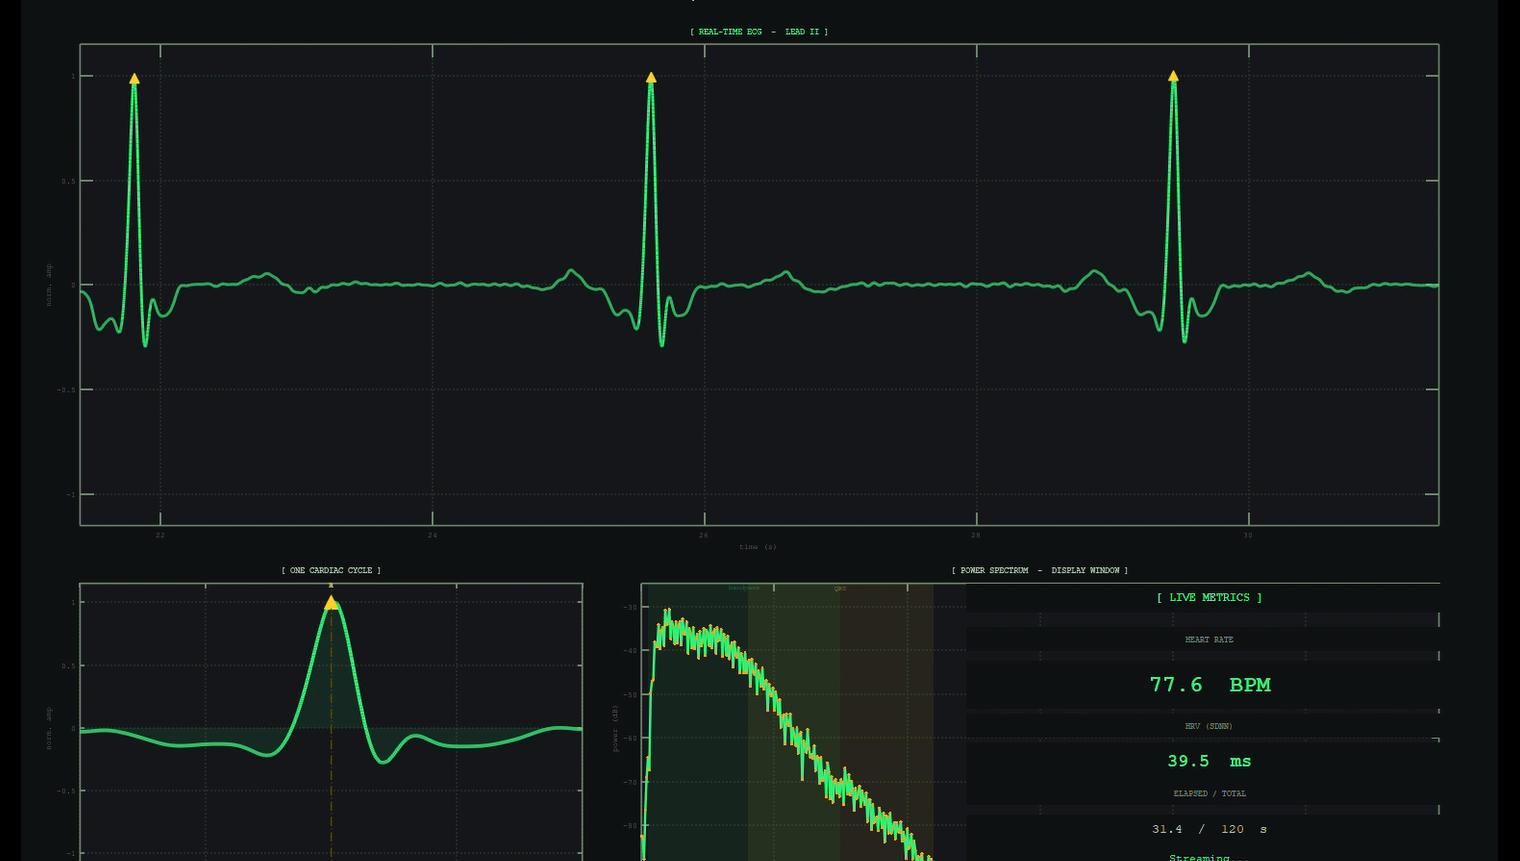 [ REAL-TIME ECG - LEAD II ]
1
0.5
0
-0.5
-1
norm. amp
22
24
26
28
30
time (s)
[ ONE CARDIAC CYCLE ]
1
0.5
0
-0.5
-1
norm. amp
[ POWER SPECTRUM - DISPLAY WINDOW ]
QRS
-30
-40
-50
-60
-70
-80
power (dB)
[ LIVE METRICS ]
HEART RATE
77.6 BPM
HRV (SDNN)
39.5 ms
ELAPSED / TOTAL
31.4 / 120 s
Streaming...